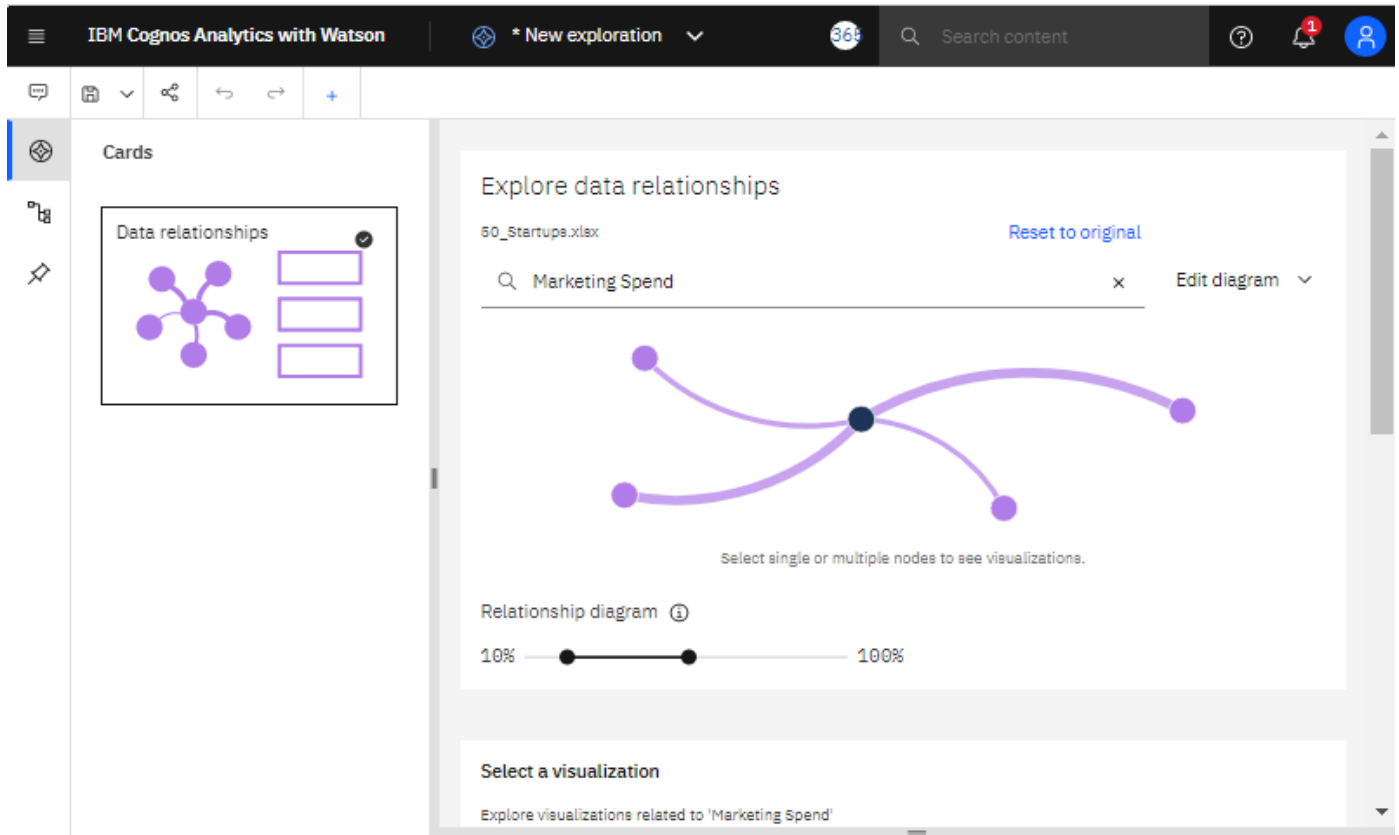 IBM Cognos Analytics with Watson
* New exploration
365
Search content
1
Cards
Data relationships
Explore data relationships
50_Startups.xlsx
Reset to original
Marketing Spend
Edit diagram
Select single or multiple nodes to see visualizations.
Relationship diagram
10% 100%
Select a visualization
Explore visualizations related to 'Marketing Spend'